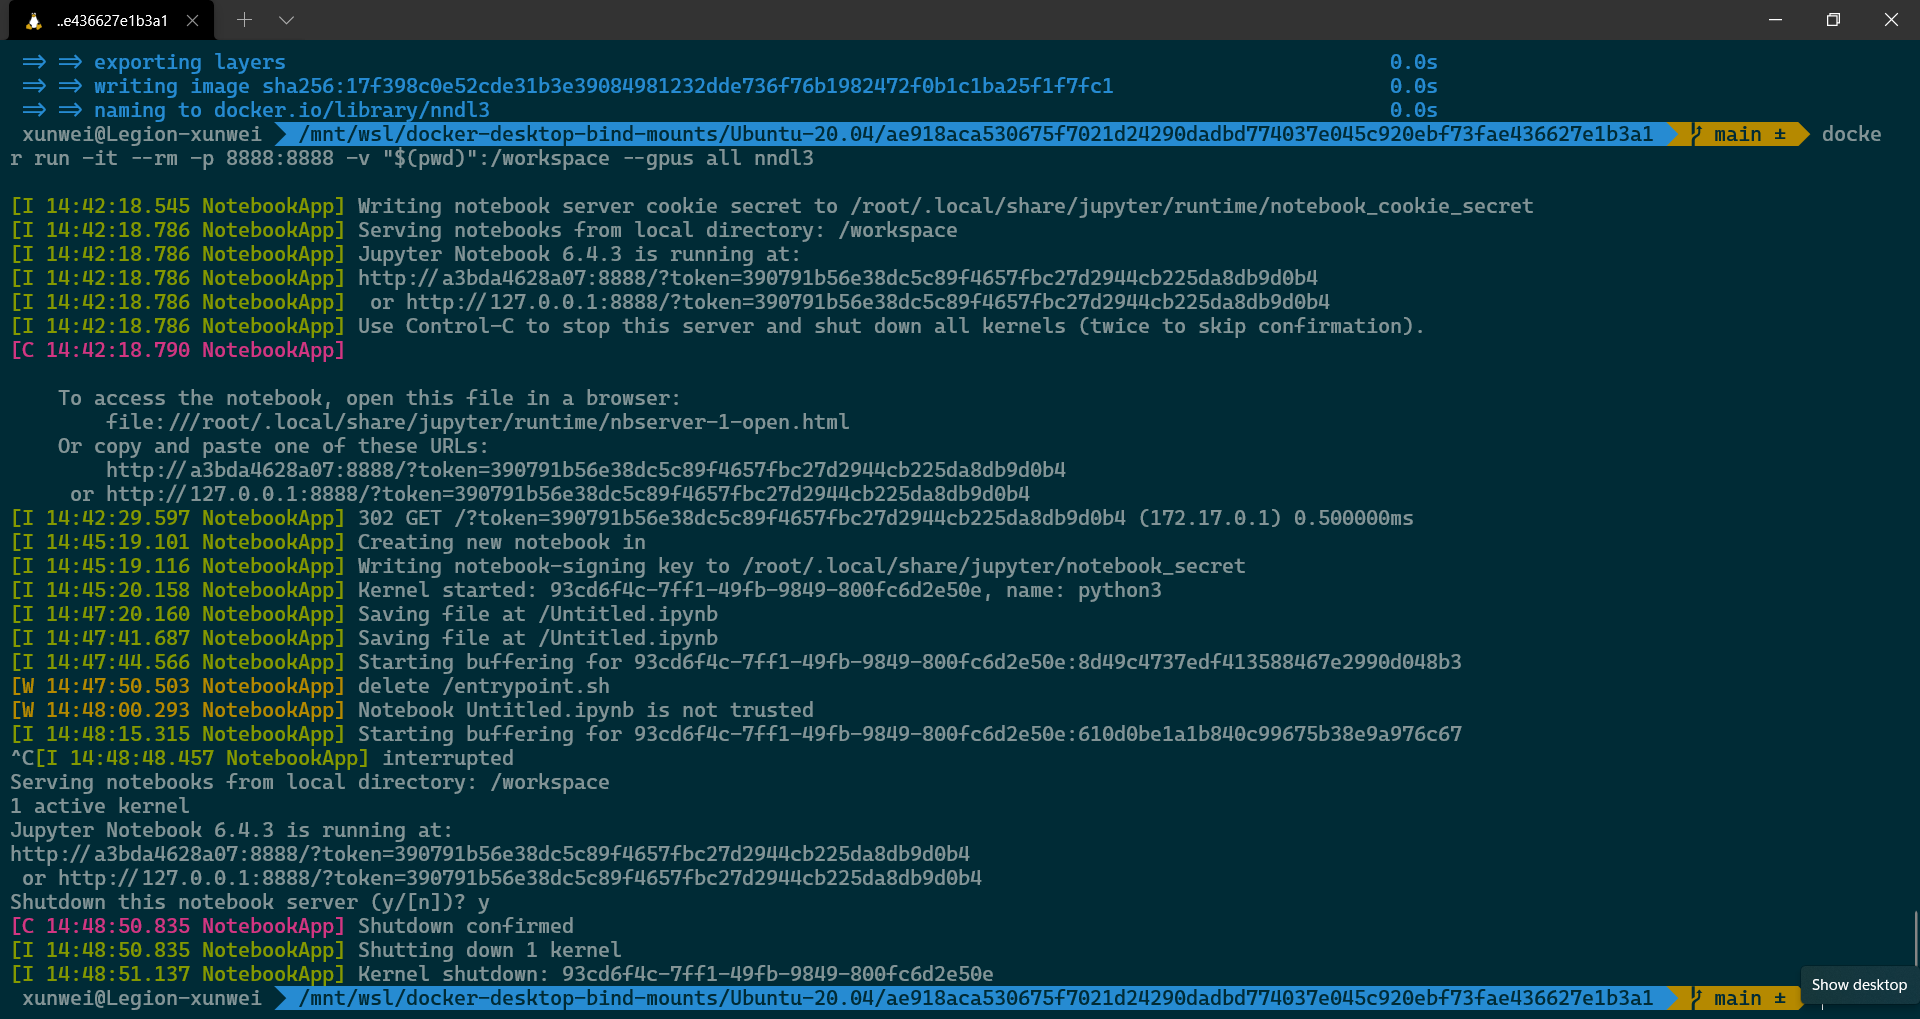 ..e436627e1b3a1
=> => exporting layers 0.0s
=> => writing image sha256:17f398c0e52cde31b3e39084981232dde736f76b1982472f0b1c1ba25f1f7fc1 0.0s
=> => naming to docker.io/library/nndl3 0.0s
xunwei@Legion-xunwei /mnt/wsl/docker-desktop-bind-mounts/Ubuntu-20.04/ae918aca530675f7021d24290dadbd774037e045c920ebf73fae436627e1b3a1 main ± docke
r run -it --rm -p 8888:8888 -v "$(pwd)":/workspace --gpus all nndl3
[I 14:42:18.545 NotebookApp] Writing notebook server cookie secret to /root/.local/share/jupyter/runtime/notebook_cookie_secret
[I 14:42:18.786 NotebookApp] Serving notebooks from local directory: /workspace
[I 14:42:18.786 NotebookApp] Jupyter Notebook 6.4.3 is running at:
[I 14:42:18.786 NotebookApp] http://a3bda4628a07:8888/?token=390791b56e38dc5c89f4657fbc27d2944cb225da8db9d0b4
[I 14:42:18.786 NotebookApp]  or http://127.0.0.1:8888/?token=390791b56e38dc5c89f4657fbc27d2944cb225da8db9d0b4
[I 14:42:18.786 NotebookApp] Use Control-C to stop this server and shut down all kernels (twice to skip confirmation).
[C 14:42:18.790 NotebookApp]
To access the notebook, open this file in a browser:
file:///root/.local/share/jupyter/runtime/nbserver-1-open.html
Or copy and paste one of these URLs:
http://a3bda4628a07:8888/?token=390791b56e38dc5c89f4657fbc27d2944cb225da8db9d0b4
or http://127.0.0.1:8888/?token=390791b56e38dc5c89f4657fbc27d2944cb225da8db9d0b4
[I 14:42:29.597 NotebookApp] 302 GET /?token=390791b56e38dc5c89f4657fbc27d2944cb225da8db9d0b4 (172.17.0.1) 0.500000ms
[I 14:45:19.101 NotebookApp] Creating new notebook in
[I 14:45:19.116 NotebookApp] Writing notebook-signing key to /root/.local/share/jupyter/notebook_secret
[I 14:45:20.158 NotebookApp] Kernel started: 93cd6f4c-7ff1-49fb-9849-800fc6d2e50e, name: python3
[I 14:47:20.160 NotebookApp] Saving file at /Untitled.ipynb
[I 14:47:41.687 NotebookApp] Saving file at /Untitled.ipynb
[I 14:47:44.566 NotebookApp] Starting buffering for 93cd6f4c-7ff1-49fb-9849-800fc6d2e50e:8d49c4737edf413588467e2990d048b3
[W 14:47:50.503 NotebookApp] delete /entrypoint.sh
[W 14:48:00.293 NotebookApp] Notebook Untitled.ipynb is not trusted
[I 14:48:15.315 NotebookApp] Starting buffering for 93cd6f4c-7ff1-49fb-9849-800fc6d2e50e:610d0be1a1b840c99675b38e9a976c67
^C[I 14:48:48.457 NotebookApp] interrupted
Serving notebooks from local directory: /workspace
1 active kernel
Jupyter Notebook 6.4.3 is running at:
http://a3bda4628a07:8888/?token=390791b56e38dc5c89f4657fbc27d2944cb225da8db9d0b4
or http://127.0.0.1:8888/?token=390791b56e38dc5c89f4657fbc27d2944cb225da8db9d0b4
Shutdown this notebook server (y/[n])? y
[C 14:48:50.835 NotebookApp] Shutdown confirmed
[I 14:48:50.835 NotebookApp] Shutting down 1 kernel
[I 14:48:51.137 NotebookApp] Kernel shutdown: 93cd6f4c-7ff1-49fb-9849-800fc6d2e50e
xunwei@Legion-xunwei /mnt/wsl/docker-desktop-bind-mounts/Ubuntu-20.04/ae918aca530675f7021d24290dadbd774037e045c920ebf73fae436627e1b3a1 main ±
Show desktop